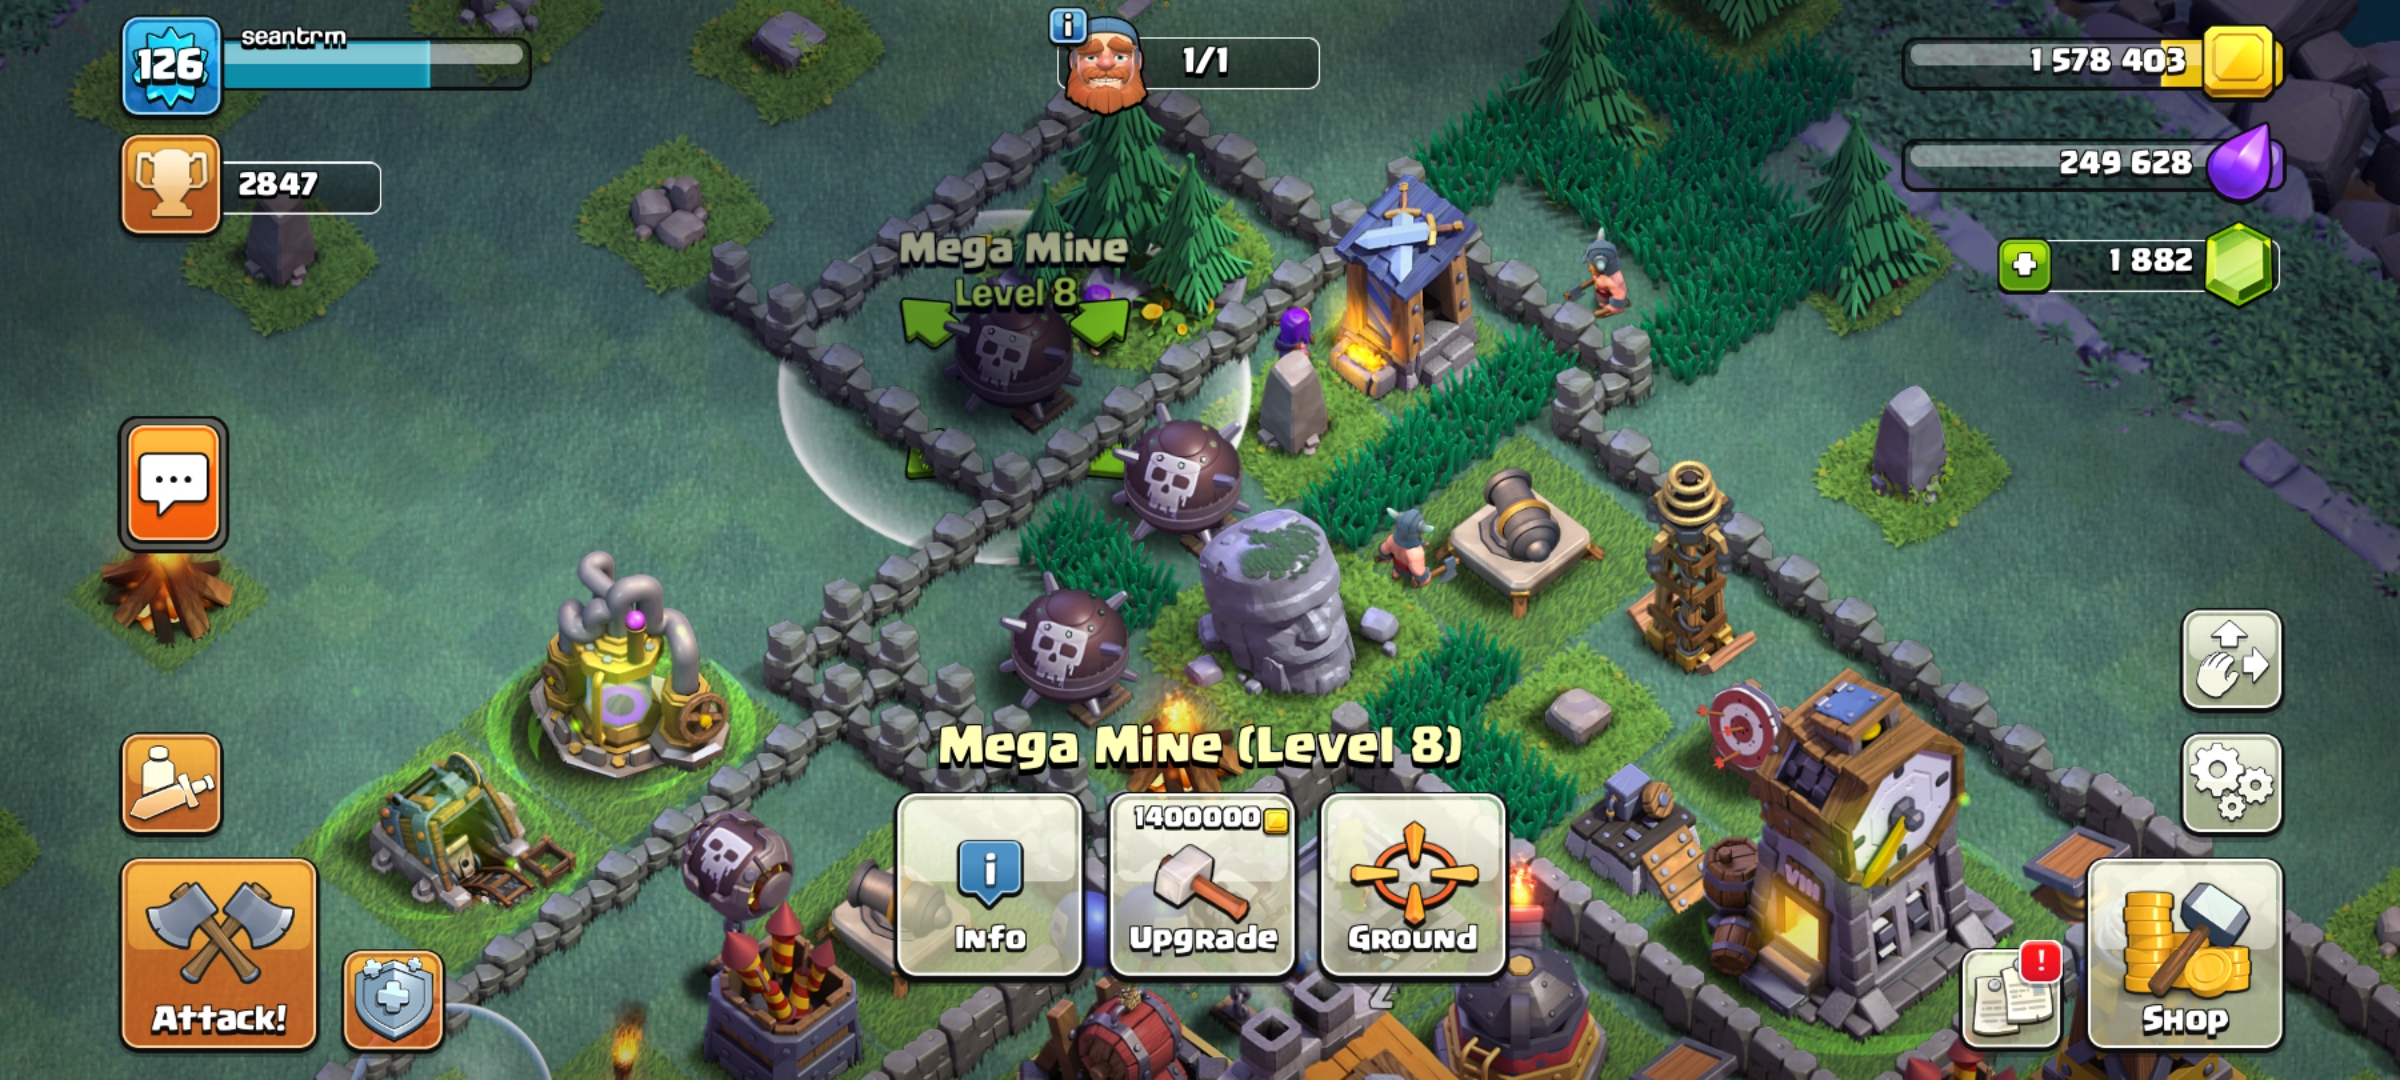 126
seantrm
i
1/1
1 578 403
2847
249 628
1 882
Mega Mine
Level 8
Mega Mine (Level 8)
1400000
i
Info
Upgrade
Ground
VIII
!
Attack!
Shop